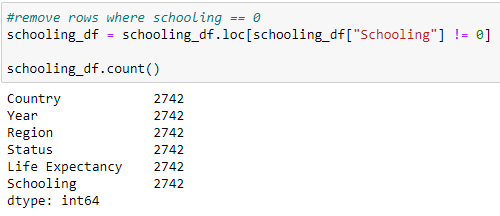 #remove rows where schooling == 0
schooling_df = schooling_df.loc[schooling_df["Schooling"] != 0]
schooling_df.count()
Country 2742
Year 2742
Region 2742
Status 2742
Life Expectancy 2742
Schooling 2742
dtype: int64